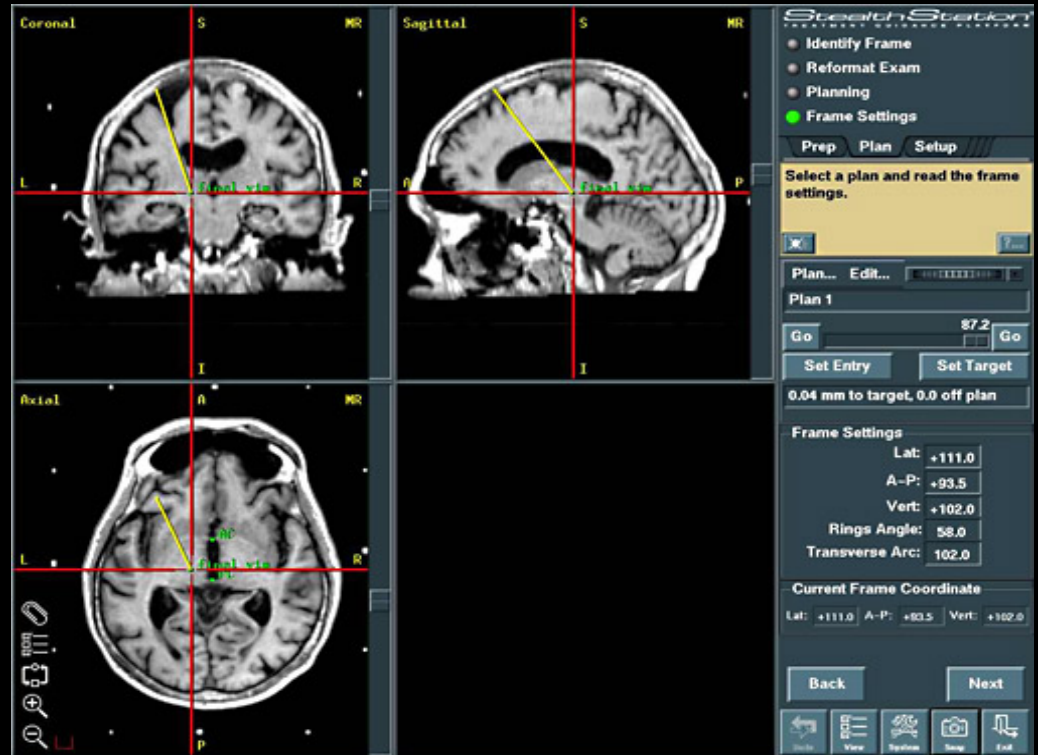 Coronal S MR
L R
final vim
I
Sagittal S MR
A P
final vim
I
Axial A MR
AC
L R
final vim
PC
P
StealthStation
TREATMENT GUIDANCE PLATFORM
Identify Frame
Reformat Exam
Planning
Frame Settings
Prep Plan Setup
Select a plan and read the frame
settings.
?...
Plan... Edit...
Plan 1
87.2
Go Go
Set Entry Set Target
0.04 mm to target, 0.0 off plan
Frame Settings
Lat: +111.0
A-P: +93.5
Vert: +102.0
Rings Angle: 58.0
Transverse Arc: 102.0
Current Frame Coordinate
Lat: +111.0 A-P: +93.5 Vert: +102.0
Back Next
View System Snap Exit